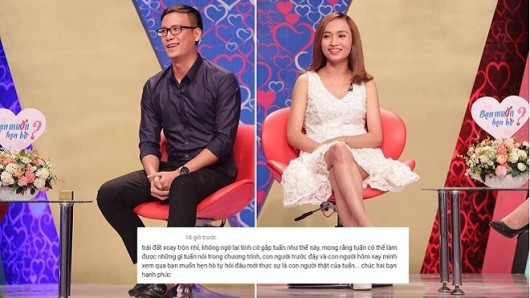 Bạn muốn
hẹn hò ?
Bạn muốn
hẹn hò ?
18 giờ trước
trái đất xoay tròn nhỉ, không ngờ lại tình cờ gặp tuấn như thế này, mong rằng tuấn có thể làm
được những gì tuấn nói trong chương trình, con người trước đây và con người hôm nay mình
xem qua bạn muốn hẹn hò tự hỏi đâu mới thực sự là con người thật của tuấn... chúc hai bạn
hạnh phúc